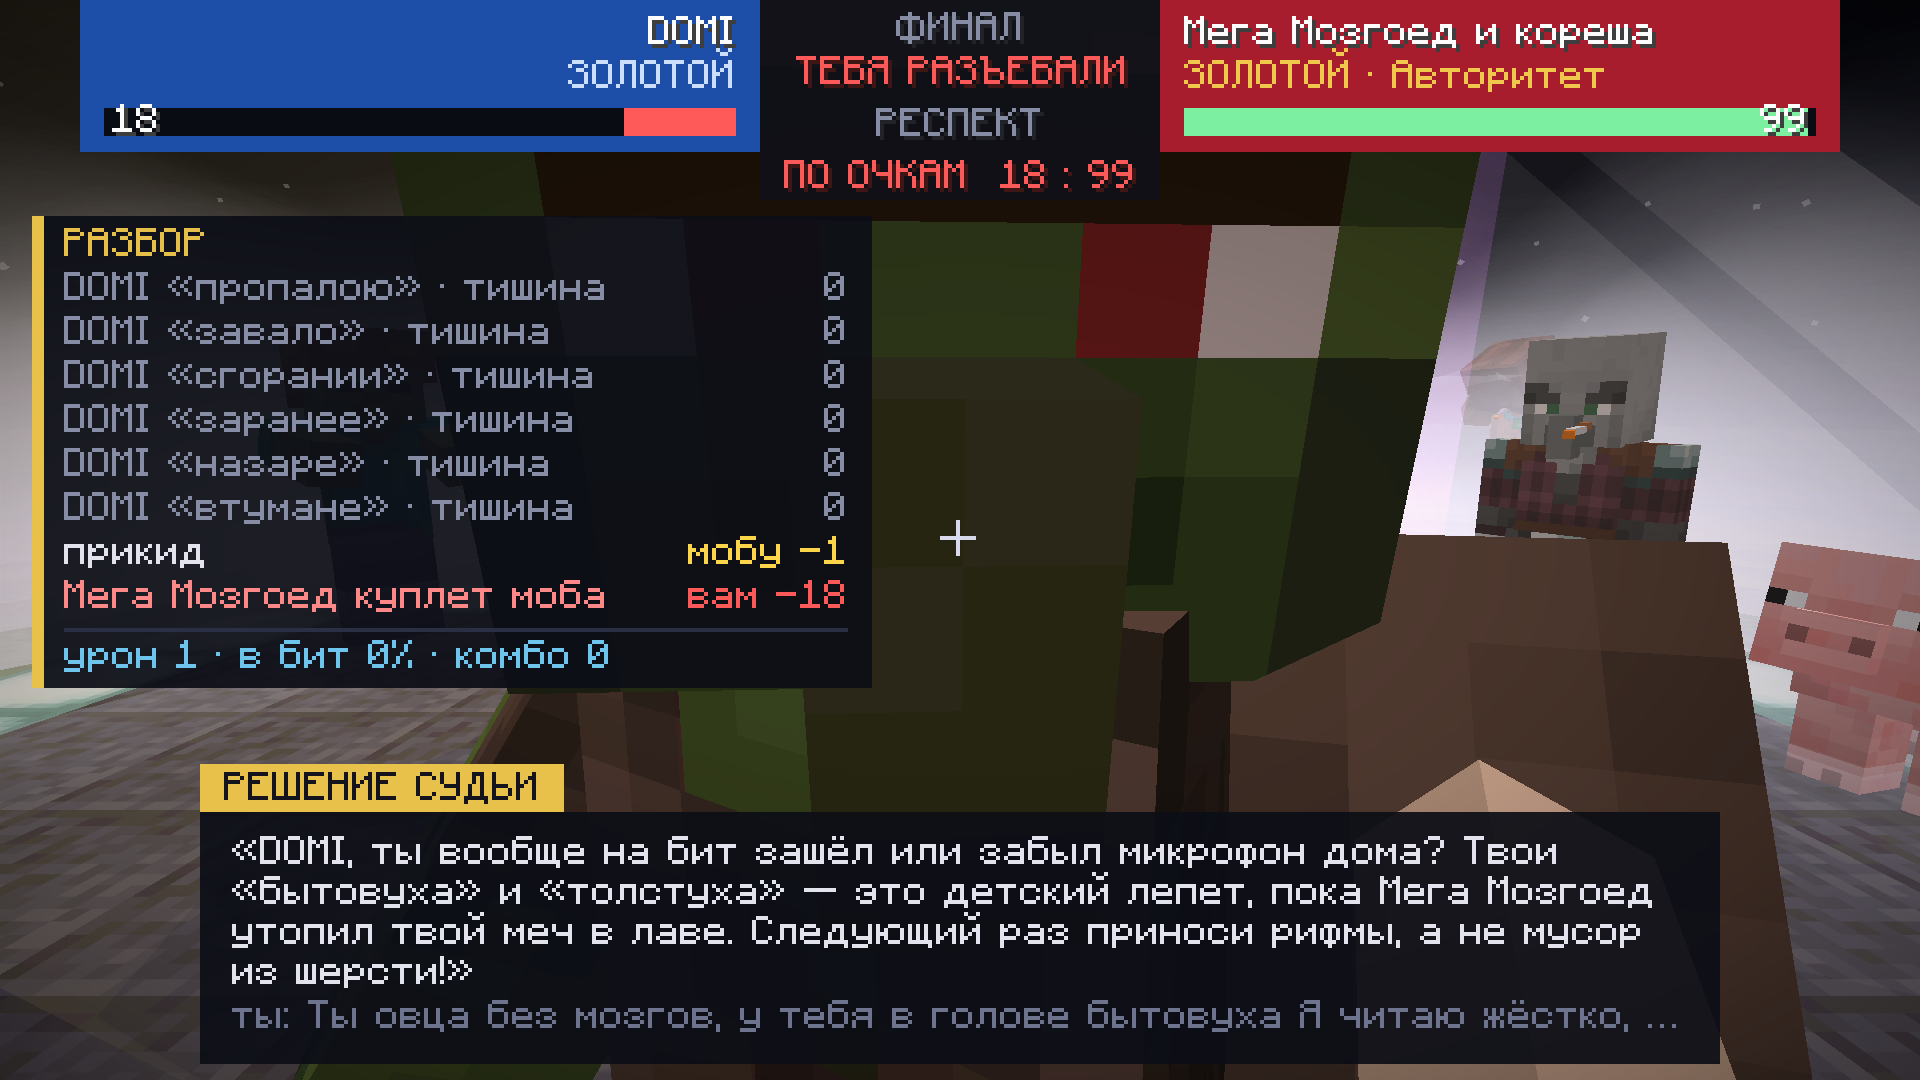 DOMI
ЗОЛОТОЙ
18
ФИНАЛ
ТЕБЯ РАЗЪЕБАЛИ
РЕСПЕКТ
ПО ОЧКАМ 18 : 99
Мега Мозгоед и кореша
ЗОЛОТОЙ · Авторитет
99
РАЗБОР
DOMI «пропалою» · тишина 0
DOMI «завало» · тишина 0
DOMI «сгорании» · тишина 0
DOMI «заранее» · тишина 0
DOMI «назаре» · тишина 0
DOMI «втумане» · тишина 0
прикид мобу −1
Мега Мозгоед куплет моба вам −18
урон 1 · в бит 0% · комбо 0
РЕШЕНИЕ СУДЬИ
«DOMI, ты вообще на бит зашёл или забыл микрофон дома? Твои
«бытовуха» и «толстуха» — это детский лепет, пока Мега Мозгоед
утопил твой меч в лаве. Следующий раз приноси рифмы, а не мусор
из шерсти!»
ты: Ты овца без мозгов, у тебя в голове бытовуха Я читаю жёстко, ...